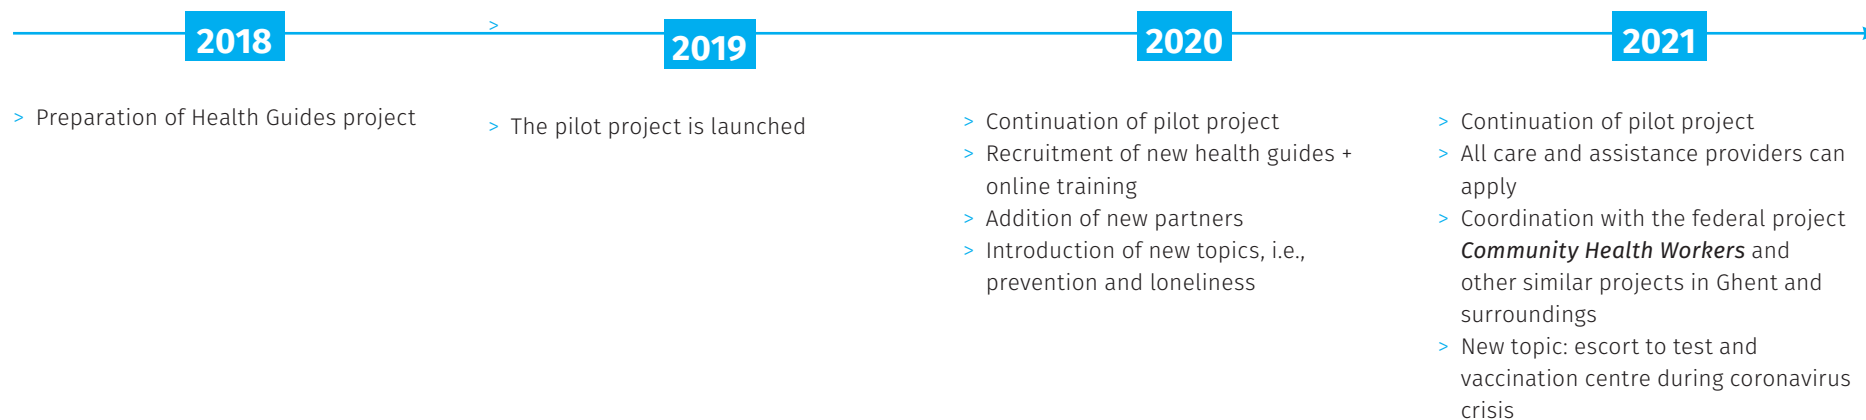 2018
> Preparation of Health Guides project
>
2019
> The pilot project is launched
2020
> Continuation of pilot project
> Recruitment of new health guides +
online training
> Addition of new partners
> Introduction of new topics, i.e.,
prevention and loneliness
2021
> Continuation of pilot project
> All care and assistance providers can
apply
> Coordination with the federal project
Community Health Workers and
other similar projects in Ghent and
surroundings
> New topic: escort to test and
vaccination centre during coronavirus
crisis